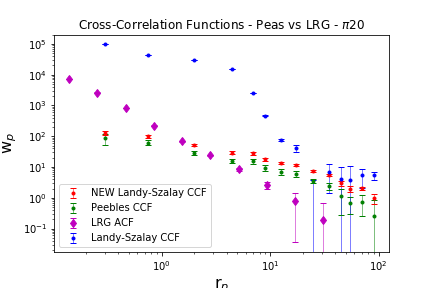 Cross-Correlation Functions - Peas vs LRG - π20
10⁵
10⁴
10³
10²
10¹
10⁰
10⁻¹
w_p
NEW Landy-Szalay CCF
Peebles CCF
LRG ACF
Landy-Szalay CCF
10⁰ 10¹ 10²
r_p